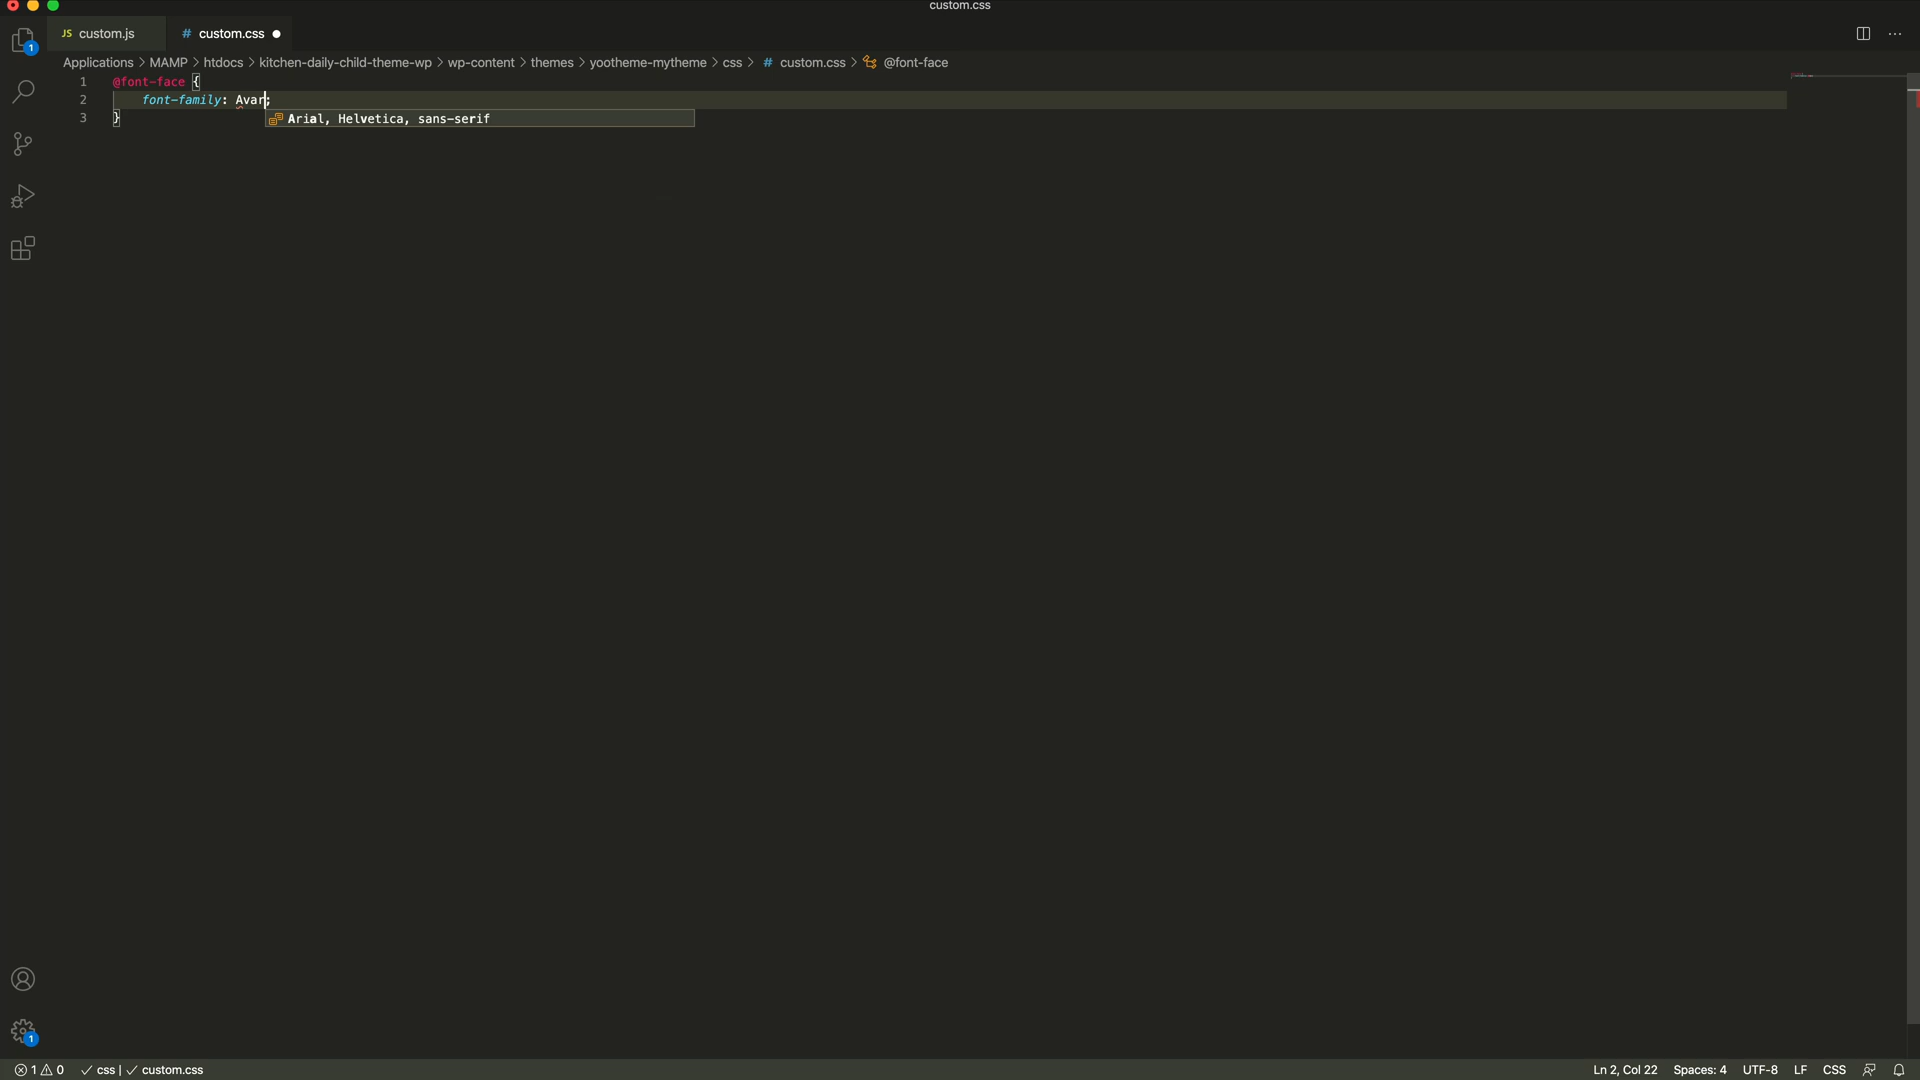 custom.css
JS custom.js
# custom.css
Applications > MAMP > htdocs > kitchen-daily-child-theme-wp > wp-content > themes > yootheme-mytheme > css > # custom.css > @font-face
1 @font-face {
2 font-family: Avar;
3 }
Arial, Helvetica, sans-serif
1
1
1 0 css | custom.css
Ln 2, Col 22 Spaces: 4 UTF-8 LF CSS